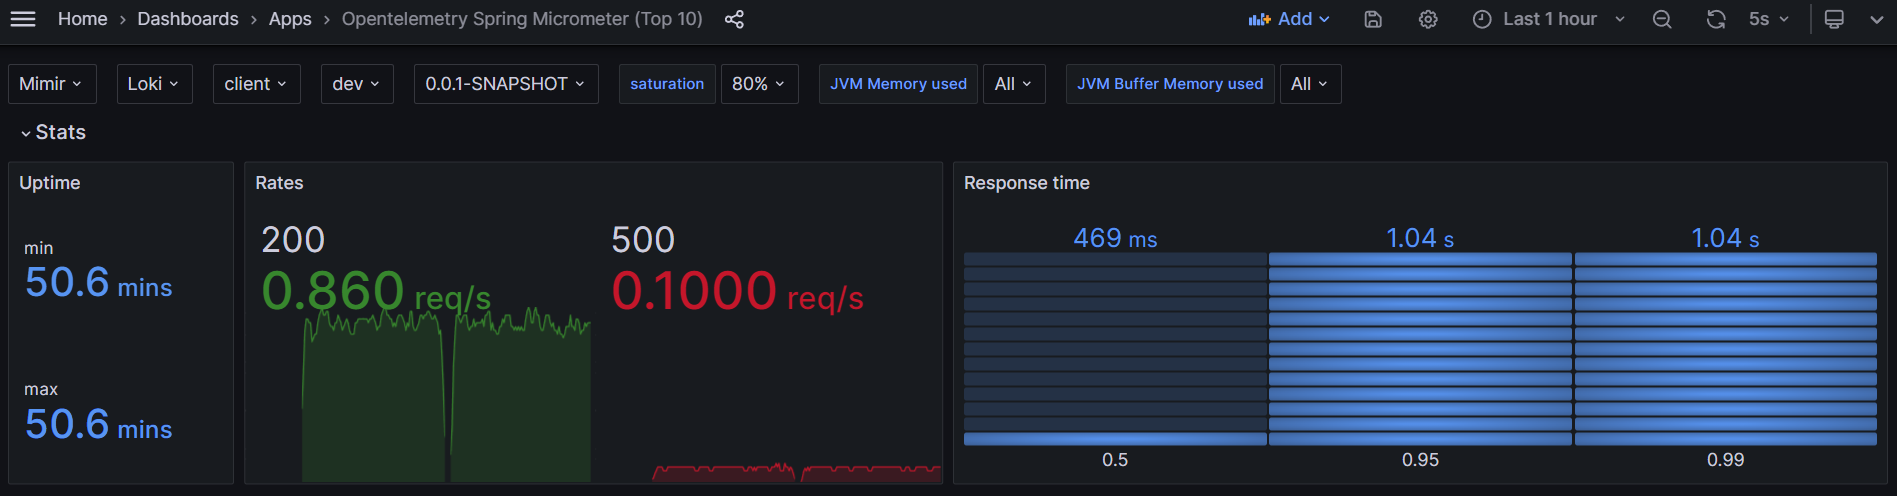 Home › Dashboards › Apps › Opentelemetry Spring Micrometer (Top 10)
Add
Last 1 hour
5s
Mimir
Loki
client
dev
0.0.1-SNAPSHOT
saturation
80%
JVM Memory used
All
JVM Buffer Memory used
All
Stats
Uptime
min
50.6 mins
max
50.6 mins
Rates
200
0.860 req/s
500
0.1000 req/s
Response time
469 ms
1.04 s
1.04 s
0.5
0.95
0.99